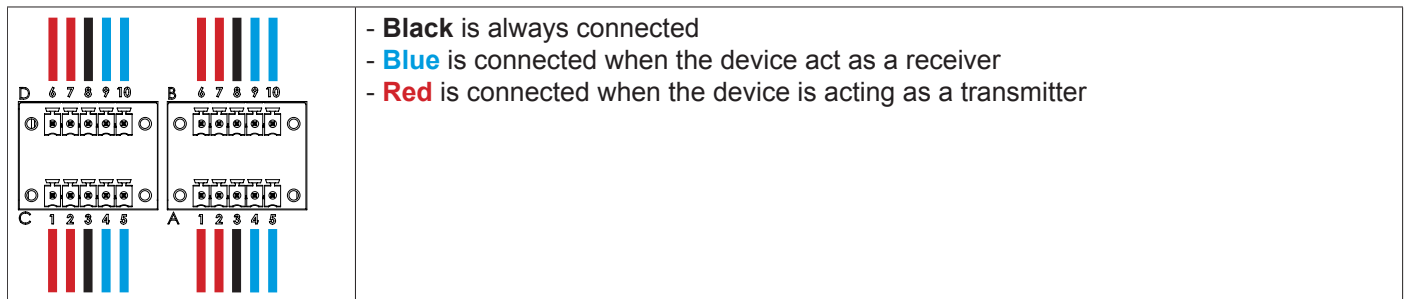 D 6 7 8 9 10 B 6 7 8 9 10
C 1 2 3 4 5 A 1 2 3 4 5
- Black is always connected
- Blue is connected when the device act as a receiver
- Red is connected when the device is acting as a transmitter